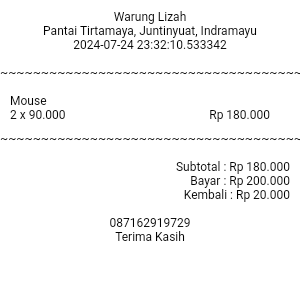 Warung Lizah
Pantai Tirtamaya, Juntinyuat, Indramayu
2024-07-24 23:32:10.533342
~~~~~~~~~~~~~~~~~~~~~~~~~~~~~~~~~~~~~
Mouse
2 x 90.000 Rp 180.000
~~~~~~~~~~~~~~~~~~~~~~~~~~~~~~~~~~~~~
Subtotal : Rp 180.000
Bayar : Rp 200.000
Kembali : Rp 20.000
087162919729
Terima Kasih